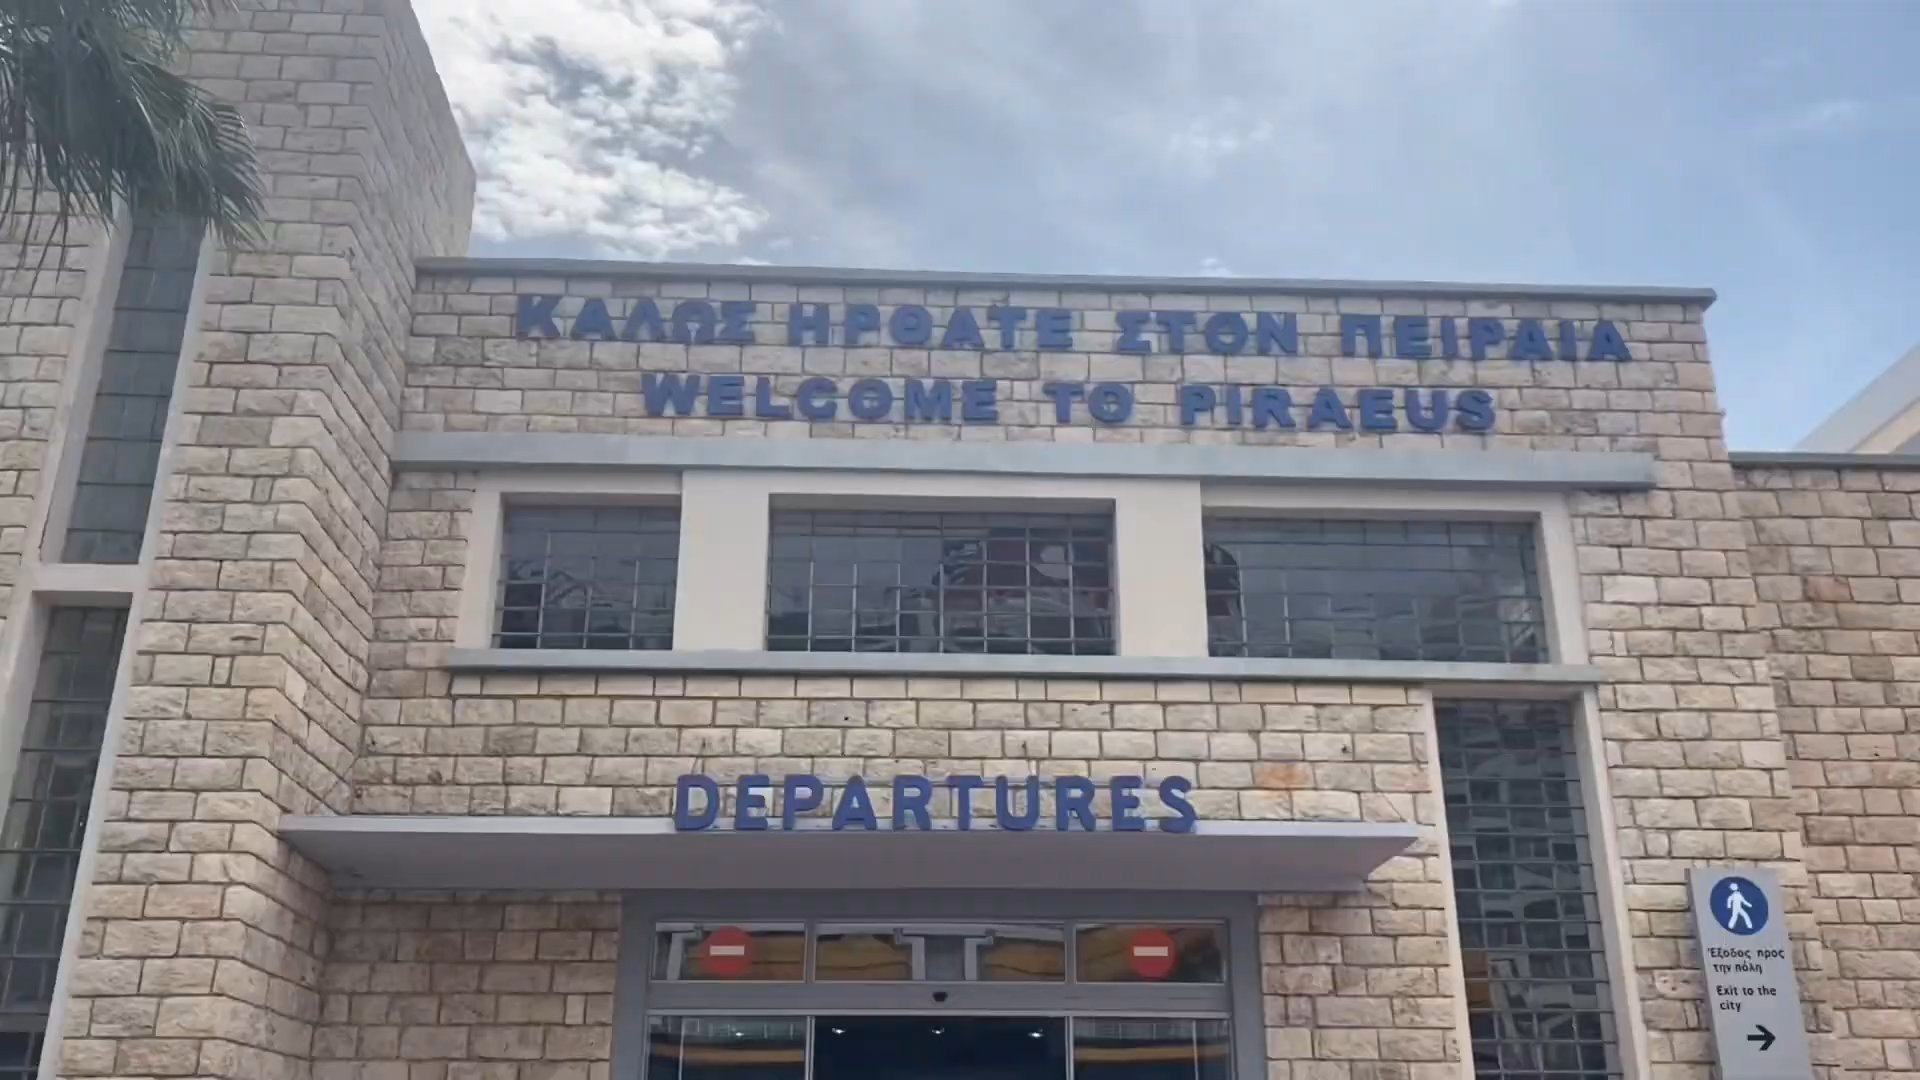 ΚΑΛΩΣ ΗΡΘΑΤΕ ΣΤΟΝ ΠΕΙΡΑΙΑ
WELCOME TO PIRAEUS
DEPARTURES
Έξοδος προς
την πόλη
Exit to the
city